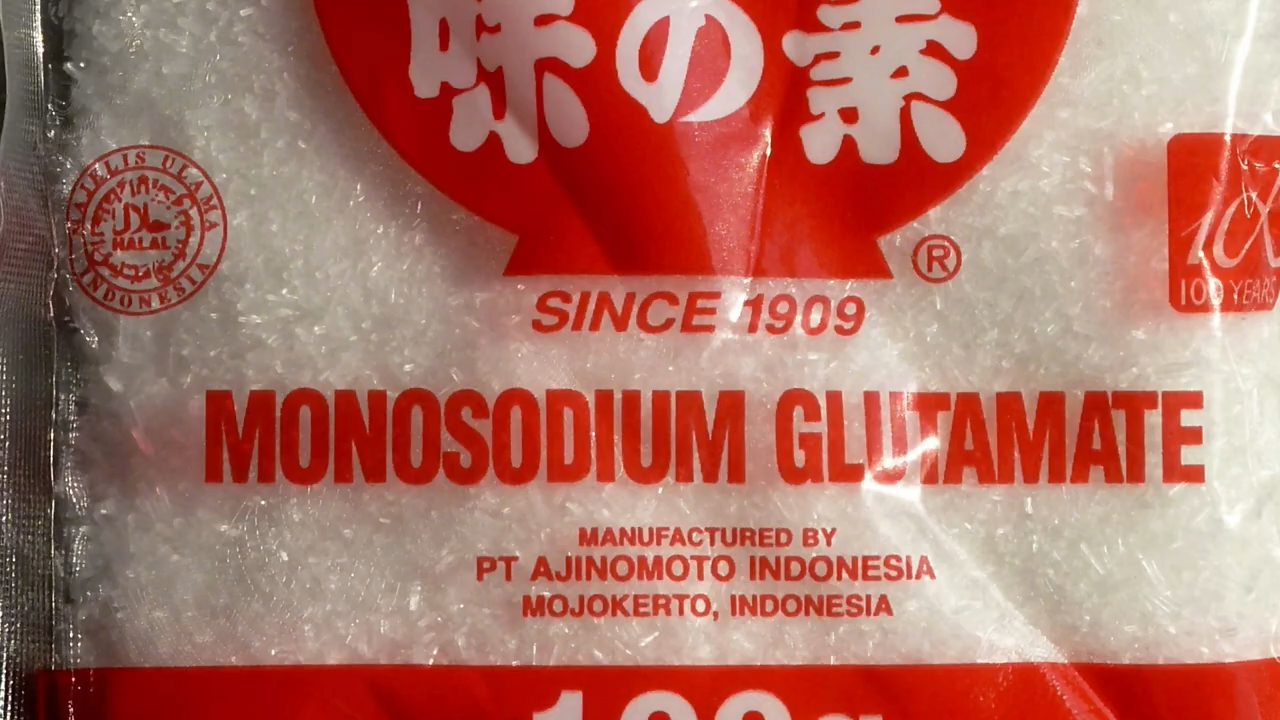 味の素
®
SINCE 1909
MAJELIS ULAMA
HALAL
حلال
INDONESIA
100 YEARS
MONOSODIUM GLUTAMATE
MANUFACTURED BY
PT AJINOMOTO INDONESIA
MOJOKERTO, INDONESIA